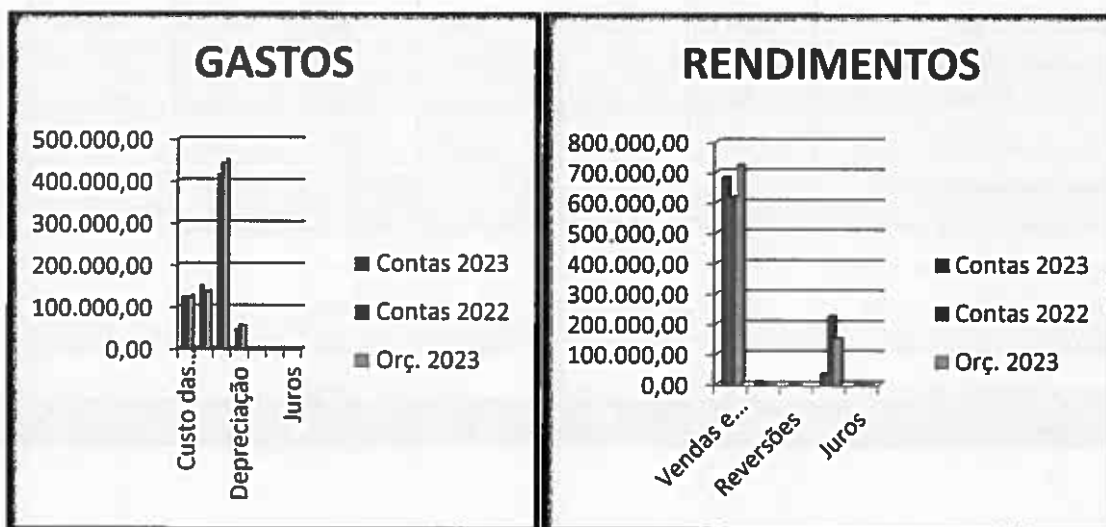 GASTOS
500.000,00
400.000,00
300.000,00
200.000,00
100.000,00
0,00
Custo das...
Depreciação
Juros
Contas 2023
Contas 2022
Orç. 2023
RENDIMENTOS
800.000,00
700.000,00
600.000,00
500.000,00
400.000,00
300.000,00
200.000,00
100.000,00
0,00
Vendas e...
Reversões
Juros
Contas 2023
Contas 2022
Orç. 2023